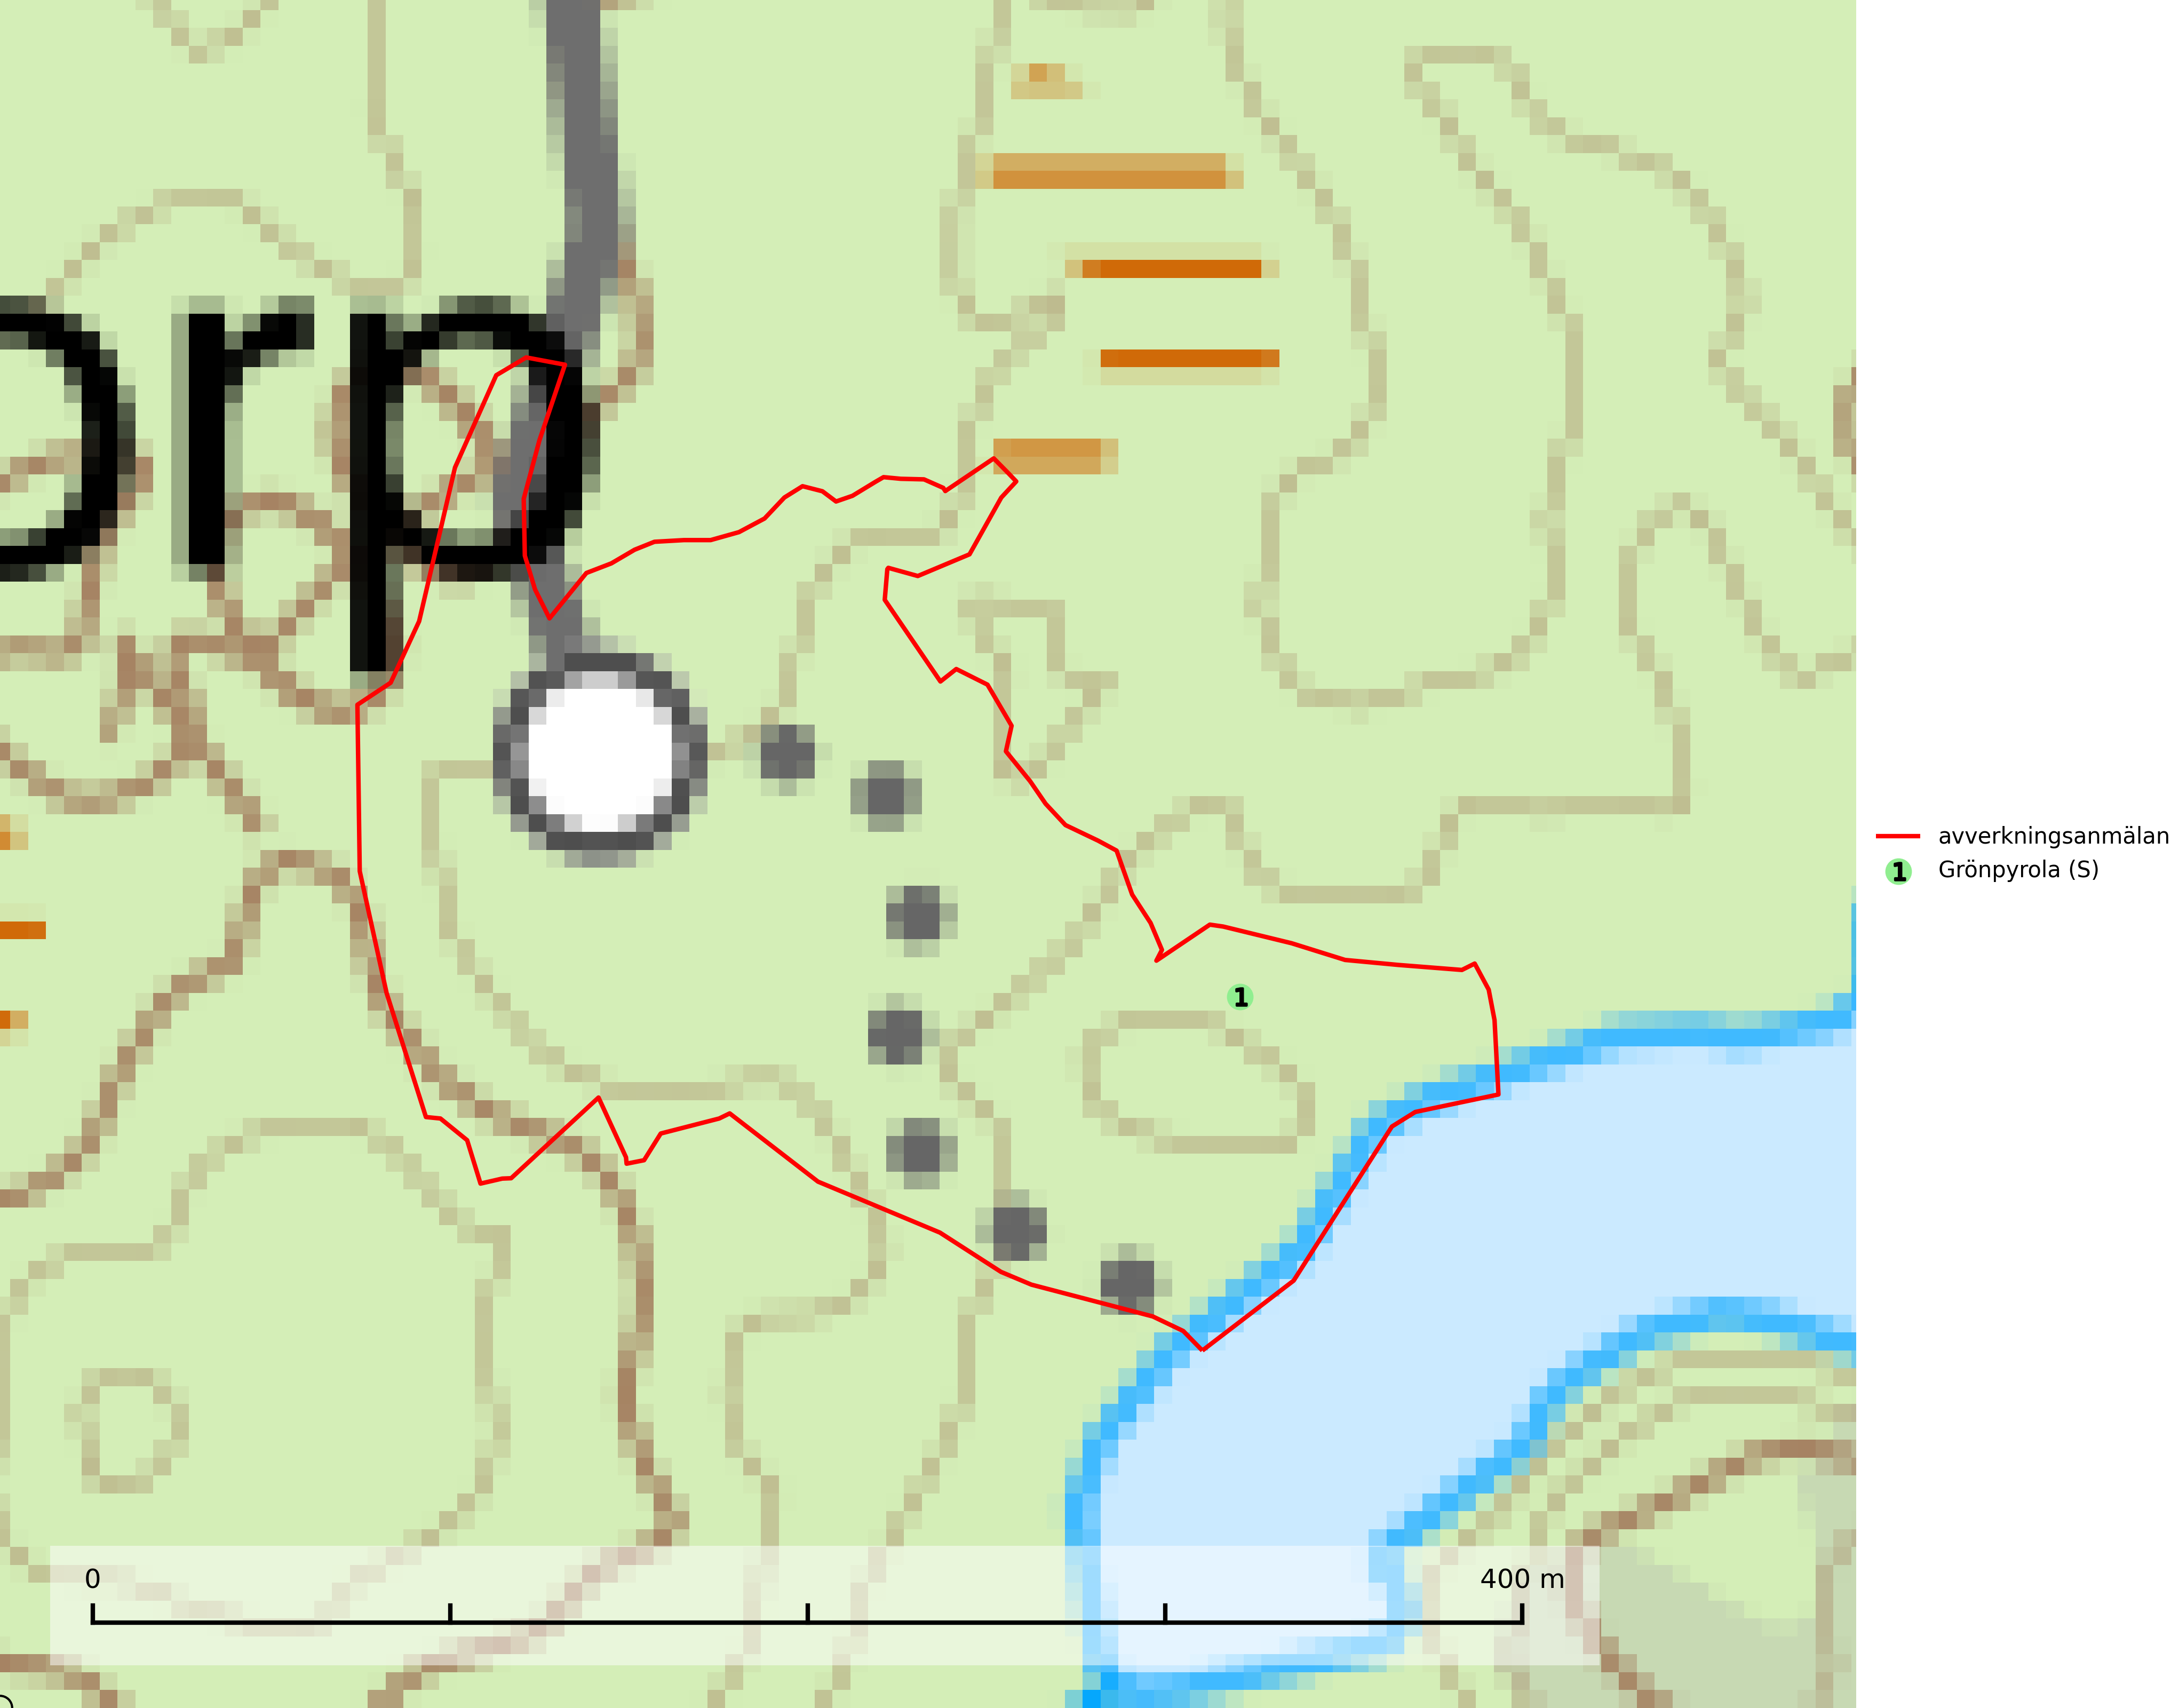 orp
avverkningsanmälan
1 Grönpyrola (S)
1
0 400 m